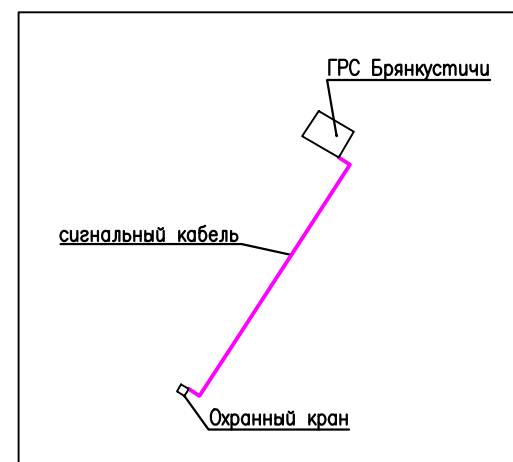 ГРС Брянкустичи
сигнальный кабель
Охранный кран